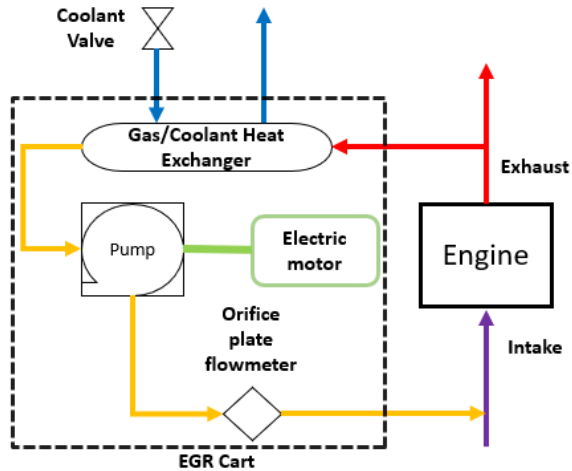 Coolant
Valve
Gas/Coolant Heat
Exchanger
Exhaust
Pump
Electric
motor
Engine
Orifice
plate
flowmeter
Intake
EGR Cart